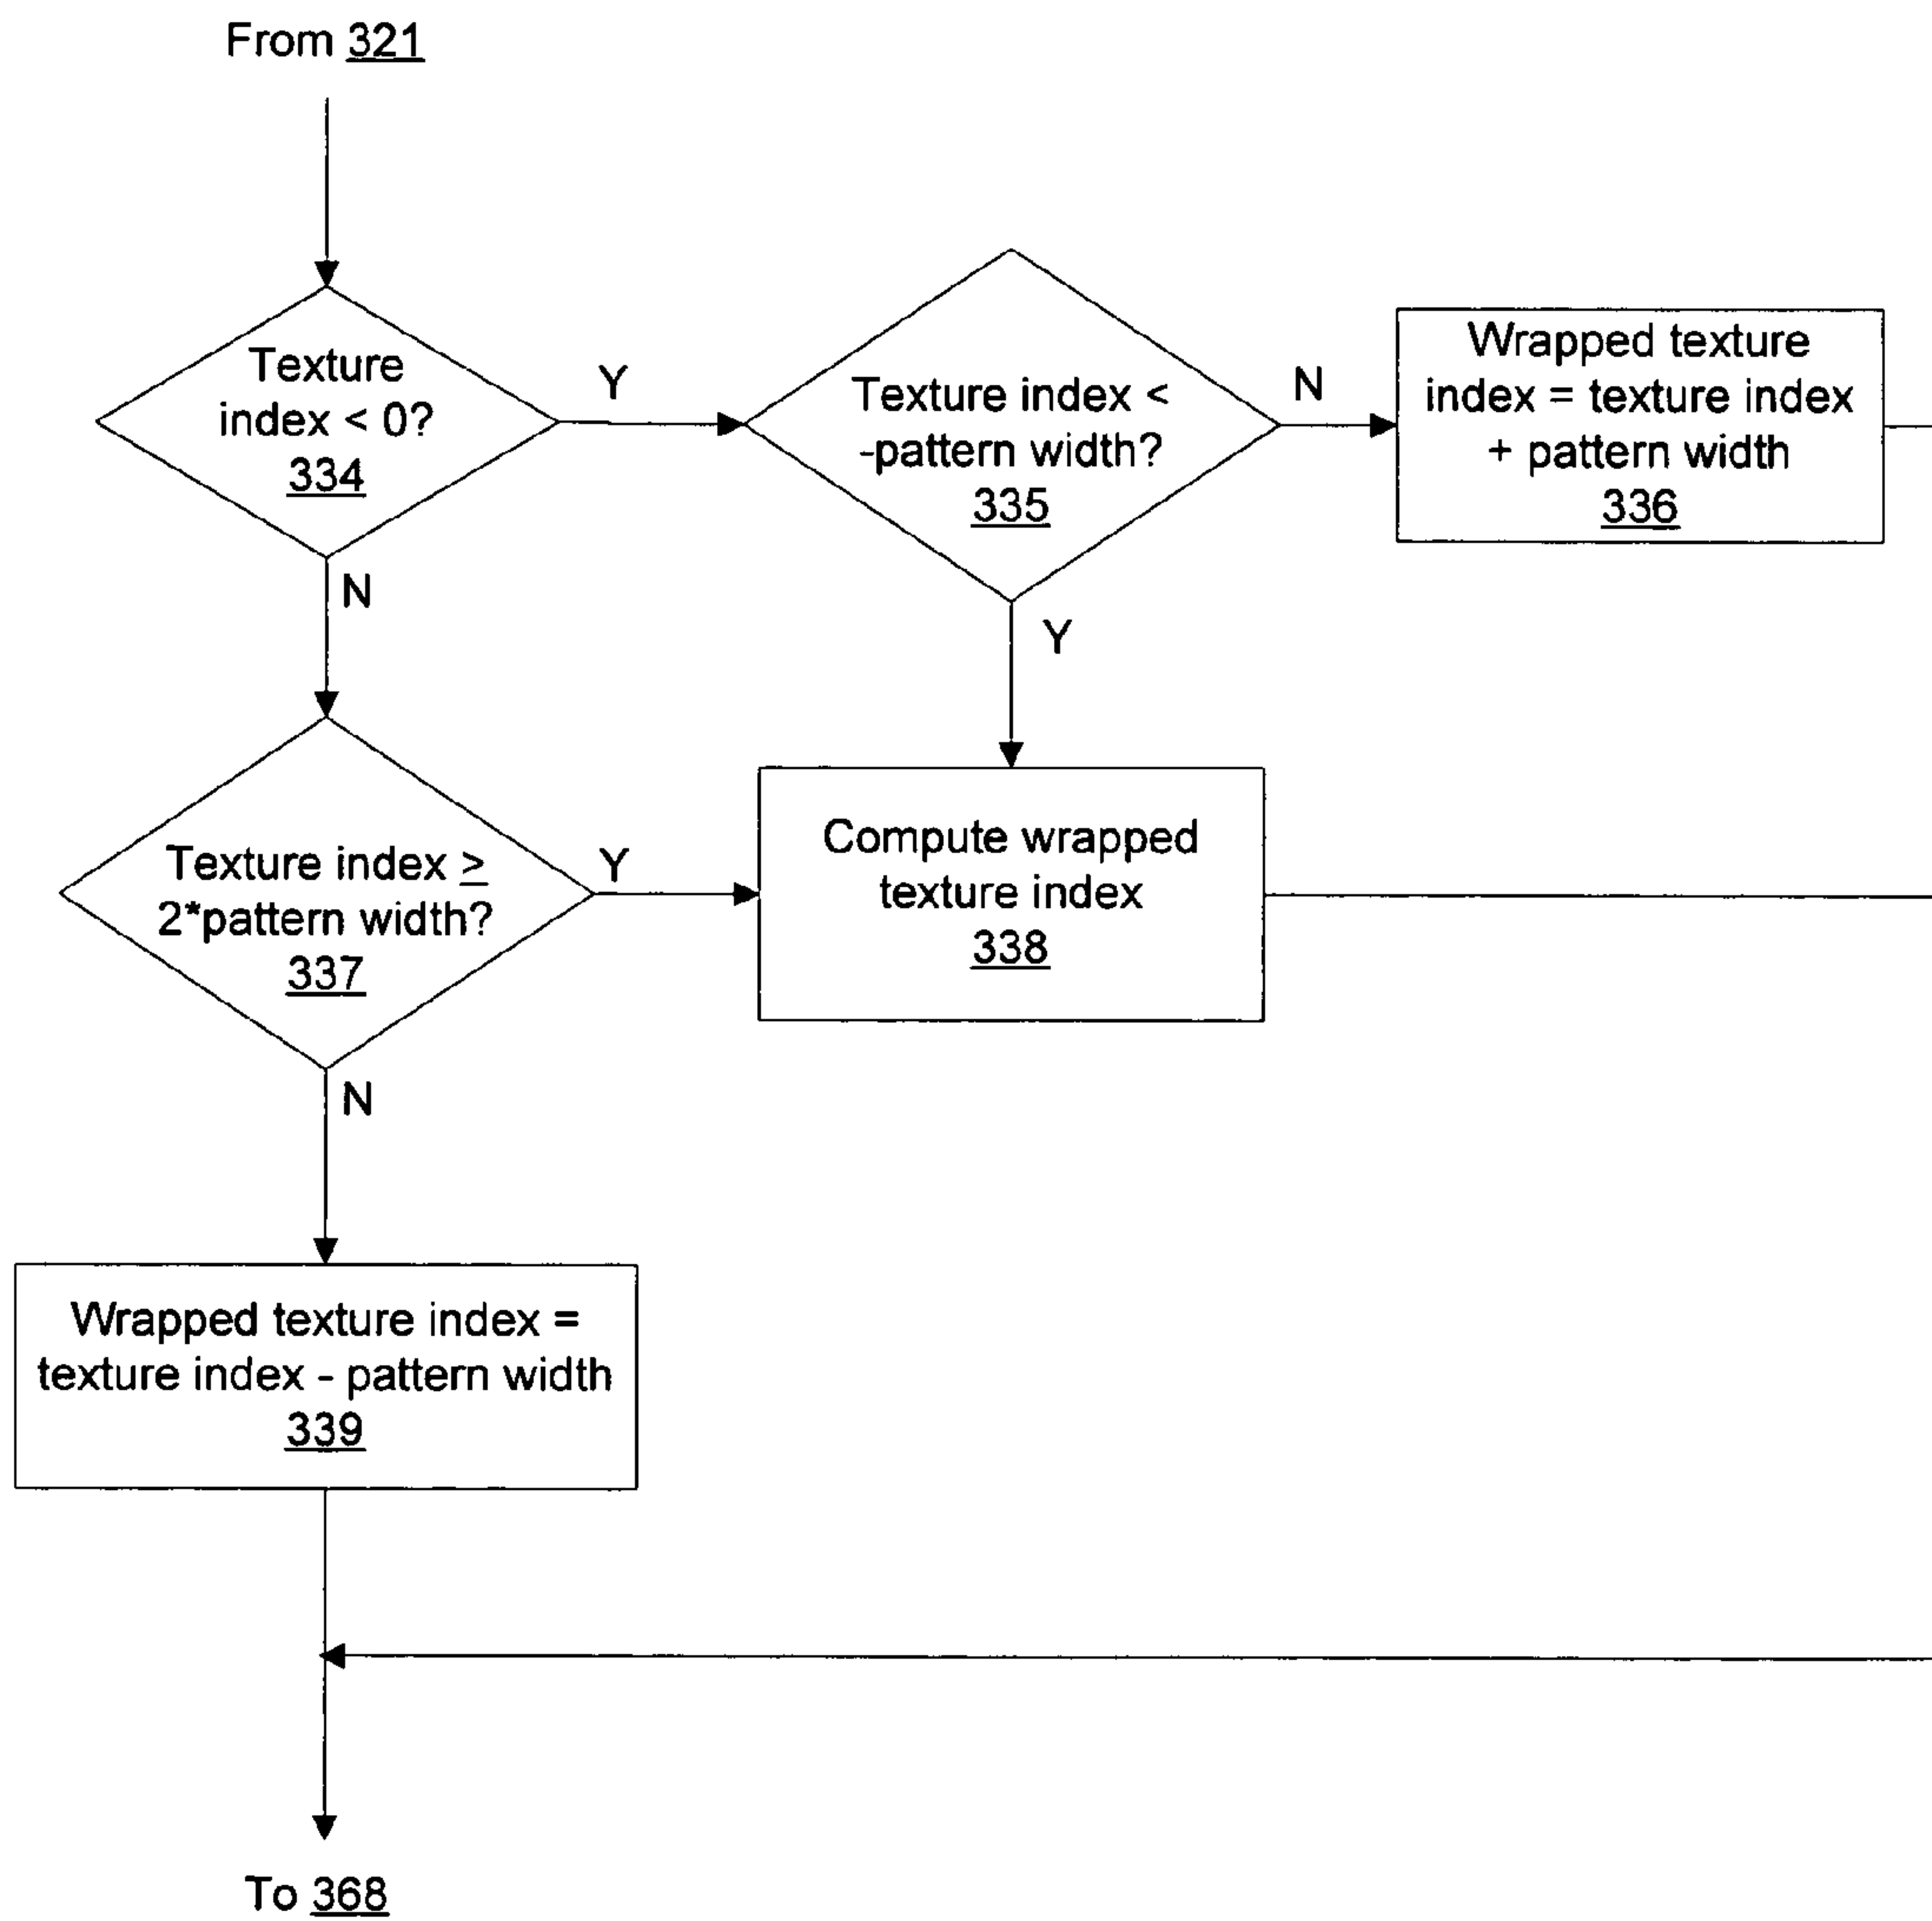 From 321
Texture
index < 0?
334
Y
N
Texture index <
-pattern width?
335
N
Y
Wrapped texture
index = texture index
+ pattern width
336
Texture index ≥
2*pattern width?
337
Y
N
Compute wrapped
texture index
338
Wrapped texture index =
texture index - pattern width
339
To 368